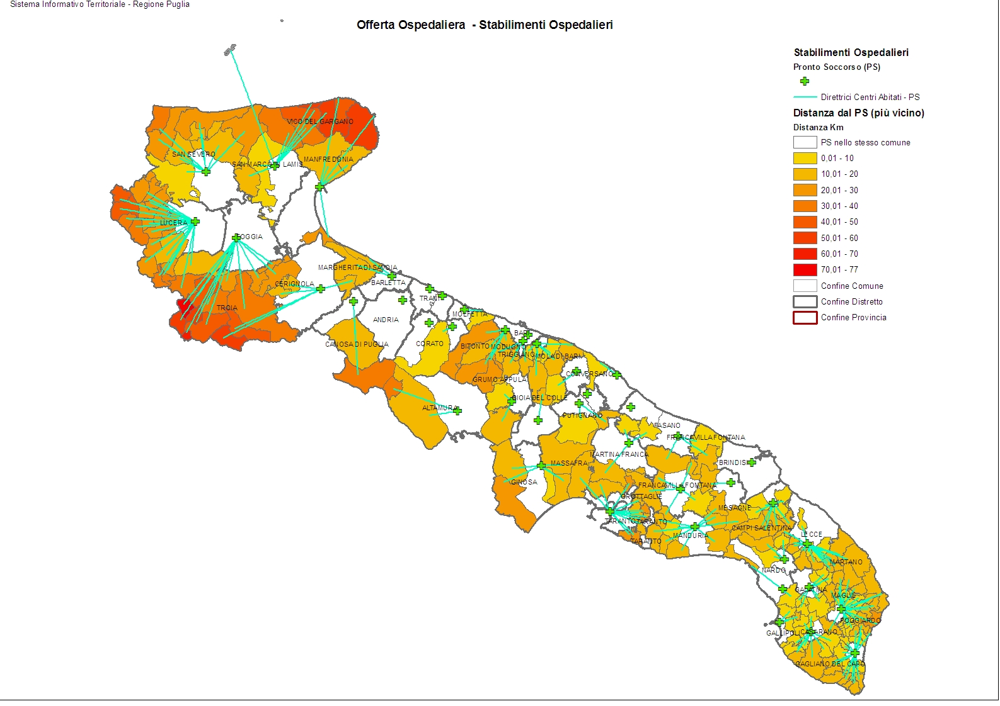 Sistema Informativo Territoriale - Regione Puglia
Offerta Ospedaliera - Stabilimenti Ospedalieri
Stabilimenti Ospedalieri
Pronto Soccorso (PS)
Direttrici Centri Abitati - PS
Distanza dal PS (più vicino)
Distanza Km
PS nello stesso comune
0,01 - 10
10,01 - 20
20,01 - 30
30,01 - 40
40,01 - 50
50,01 - 60
60,01 - 70
70,01 - 77
Confine Comune
Confine Distretto
Confine Provincia
VICO DEL GARGANO
SAN SEVERO
SAN MARCO IN LAMIS
MANFREDONIA
LUCERA
FOGGIA
MARGHERITA DI SAVOIA
CERIGNOLA
BARLETTA
TRANI
TROIA
MOLFETTA
ANDRIA
BARI
CANOSA DI PUGLIA
CORATO
BITONTO
MODUGNO
TRIGGIANO
MOLA DI BARI
CONVERSANO
GRUMO APPULA
GIOIA DEL COLLE
ALTAMURA
PUTIGNANO
FASANO
FRANCAVILLA FONTANA
MARTINA FRANCA
MASSAFRA
BRINDISI
GINOSA
FRANCAVILLA FONTANA
GROTTAGLIE
MESAGNE
TARANTO
TARANTO
CAMPI SALENTINA
MANDURIA
LECCE
TARANTO
MARTANO
NARDO
GALATINA
MAGLIE
POGGIARDO
GALLIPOLI
CASARANO
GAGLIANO DEL CAPO